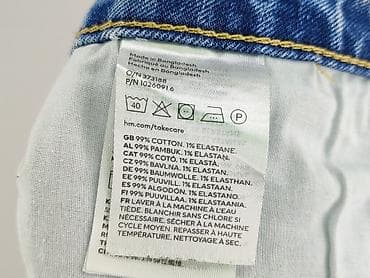 Made in Bangladesh
Fabriqué au Bangladesh
Hecho en Bangladesh
O/N 373188
P/N 10260916
40
P
hm.com/takecare
GB 99% COTTON. 1% ELASTANE.
AL 99% PAMBUK. 1% ELASTAN.
CAT 99% COTÓ. 1% ELASTÀ.
CZ 99% BAVLNA. 1% ELASTAN.
DE 99% BAUMWOLLE. 1% ELASTHAN.
EE 99% PUUVILL. 1% ELASTAAN.
ES 99% ALGODÓN. 1% ELASTANO.
FI 99% PUUVILLAA. 1% ELASTAANIA.
FR LAVER À LA MACHINE À L'EAU
TIÈDE. BLANCHIR SANS CHLORE SI
NÉCESSAIRE. SÉCHER À LA MACHINE
CYCLE MOYEN. REPASSER À HAUTE
TEMPÉRATURE. NETTOYAGE À SEC.